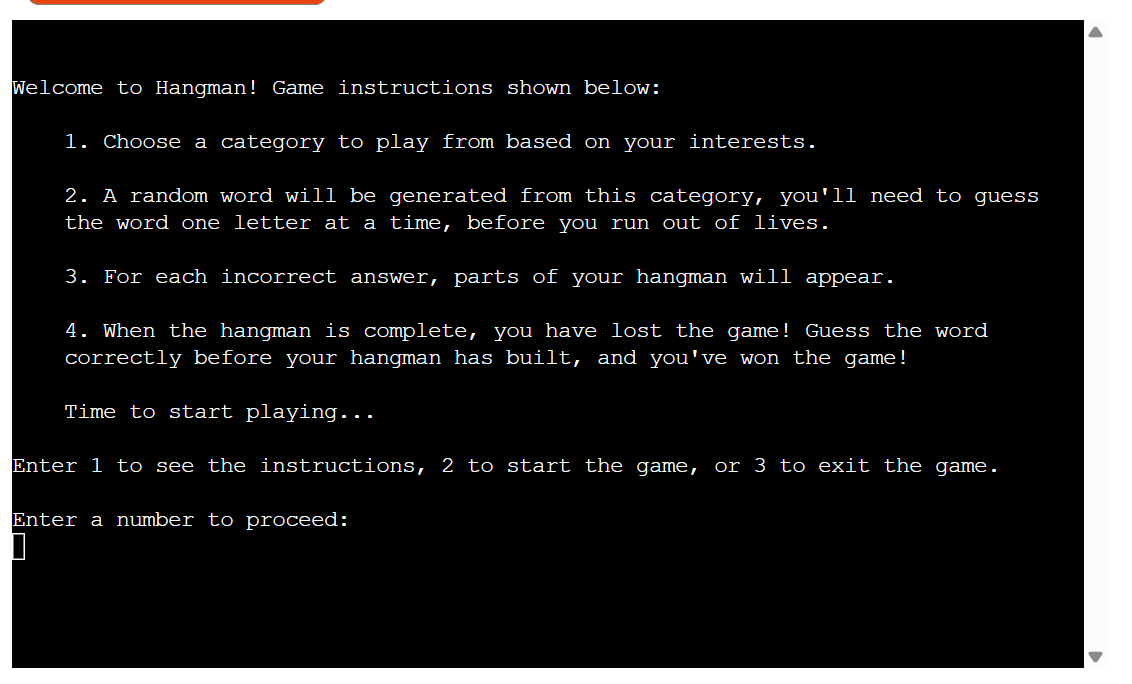 Welcome to Hangman! Game instructions shown below:
1. Choose a category to play from based on your interests.
2. A random word will be generated from this category, you'll need to guess
the word one letter at a time, before you run out of lives.
3. For each incorrect answer, parts of your hangman will appear.
4. When the hangman is complete, you have lost the game! Guess the word
correctly before your hangman has built, and you've won the game!
Time to start playing...
Enter 1 to see the instructions, 2 to start the game, or 3 to exit the game.
Enter a number to proceed: